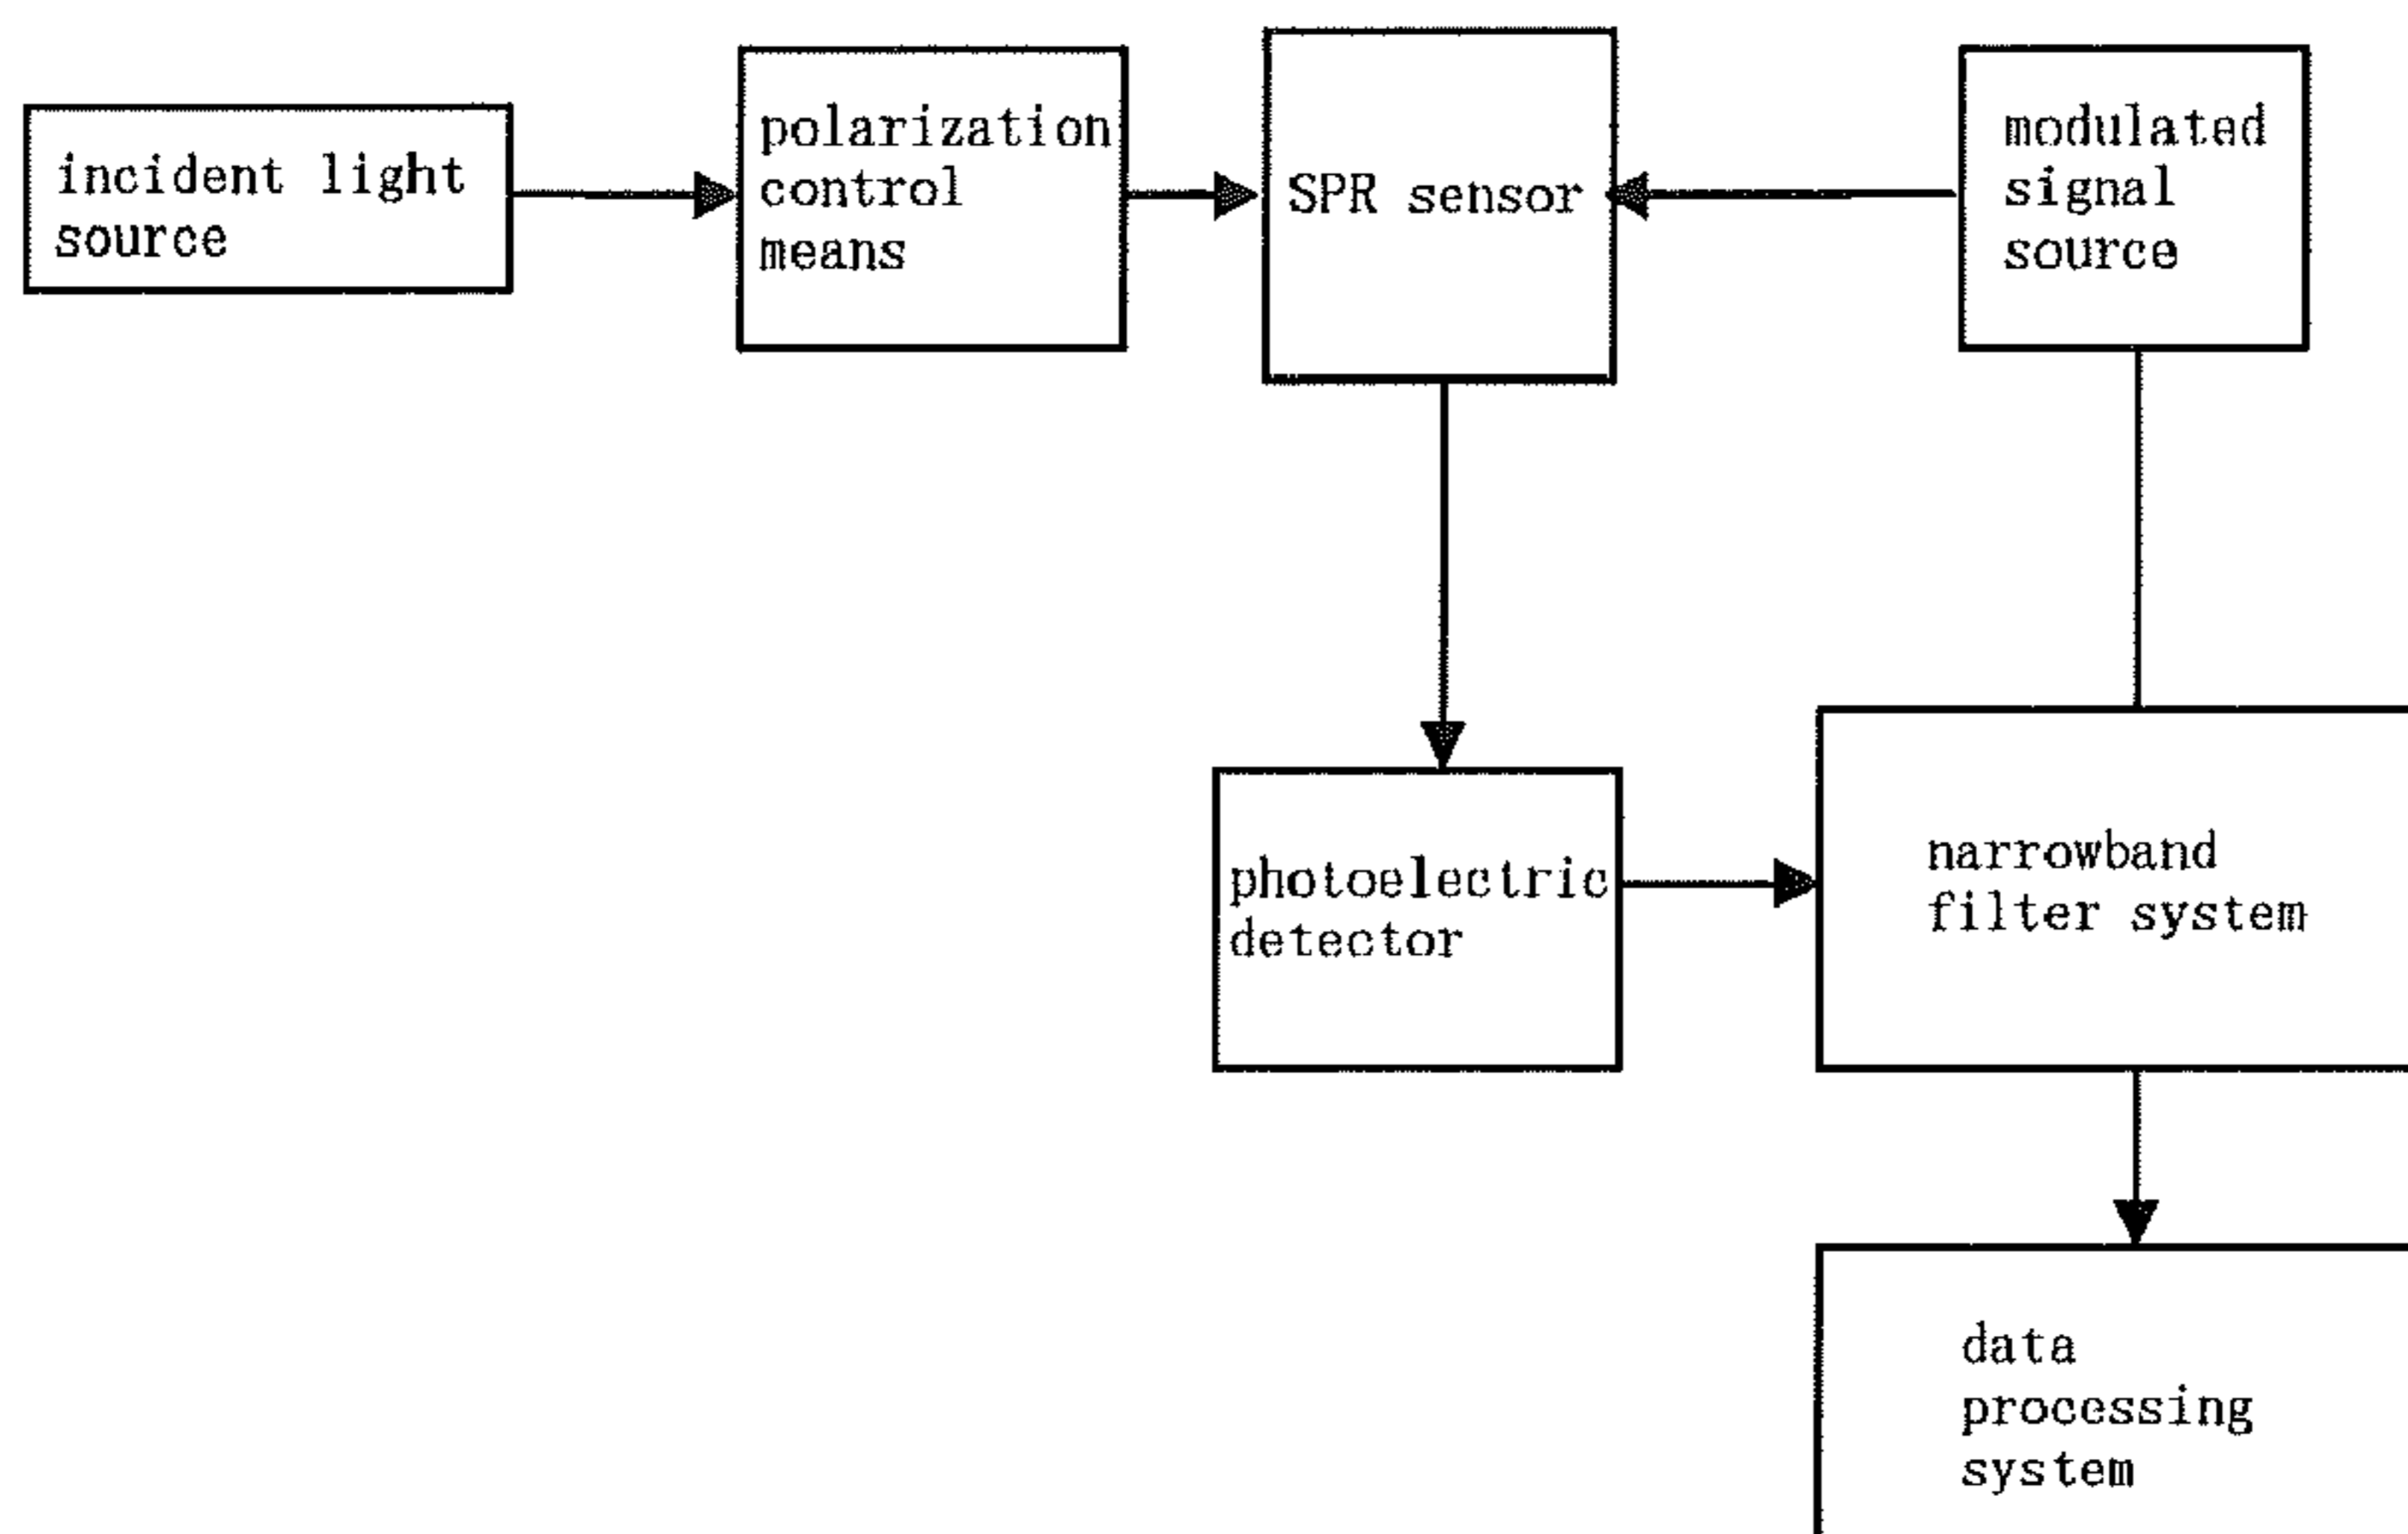 incident light
source
polarization
control
means
SPR sensor
modulated
signal
source
photoelectric
detector
narrowband
filter system
data
processing
system